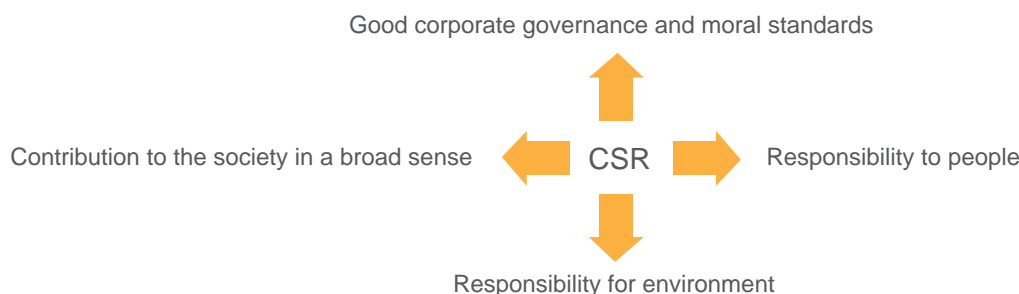 Good corporate governance and moral standards
Contribution to the society in a broad sense
CSR
Responsibility to people
Responsibility for environment